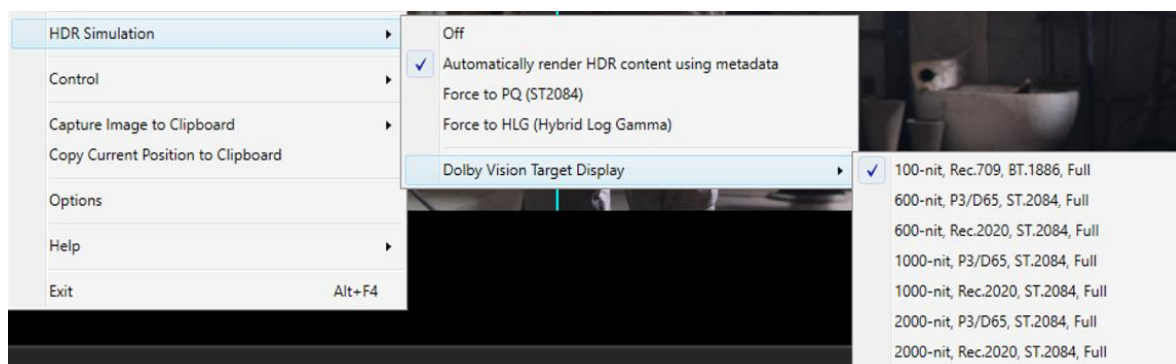 HDR Simulation
Control
Capture Image to Clipboard
Copy Current Position to Clipboard
Options
Help
Exit Alt+F4
Off
Automatically render HDR content using metadata
Force to PQ (ST2084)
Force to HLG (Hybrid Log Gamma)
Dolby Vision Target Display
100-nit, Rec.709, BT.1886, Full
600-nit, P3/D65, ST.2084, Full
600-nit, Rec.2020, ST.2084, Full
1000-nit, P3/D65, ST.2084, Full
1000-nit, Rec.2020, ST.2084, Full
2000-nit, P3/D65, ST.2084, Full
2000-nit, Rec.2020, ST.2084, Full